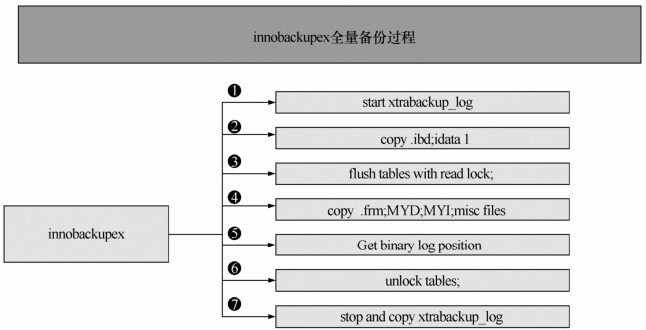 innobackupex全量备份过程
❶
start xtrabackup_log
❷
copy .ibd;idata 1
❸
flush tables with read lock;
❹
copy .frm;MYD;MYI;misc files
innobackupex
❺
Get binary log position
❻
unlock tables;
❼
stop and copy xtrabackup_log